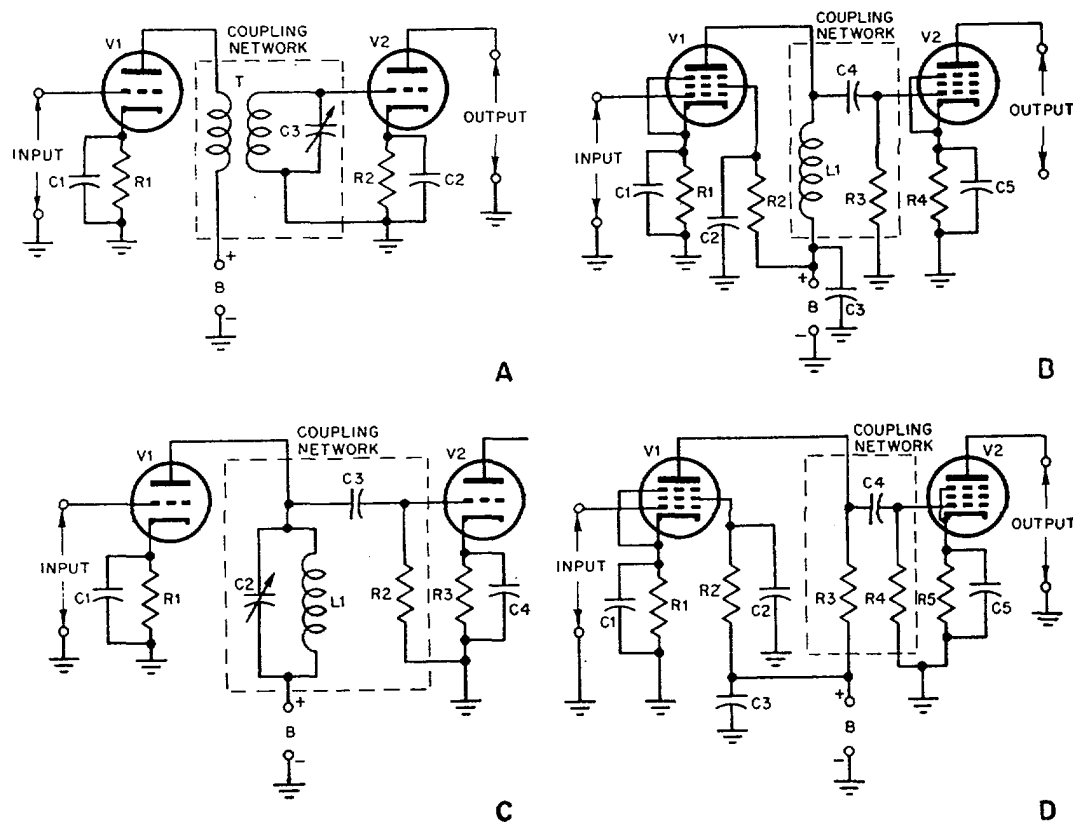 COUPLING
NETWORK
V1
V2
T
C3
INPUT
C1
R1
R2
C2
OUTPUT
+
B
-
A
COUPLING
NETWORK
V1
V2
C4
INPUT
C1
R1
C2
R2
L1
R3
R4
C5
OUTPUT
+
B
C3
-
B
COUPLING
NETWORK
V1
V2
C3
INPUT
C1
R1
C2
L1
R2
R3
C4
+
B
-
C
COUPLING
NETWORK
V1
V2
C4
INPUT
C1
R1
R2
C2
R3
R4
R5
C5
OUTPUT
C3
+
B
-
D